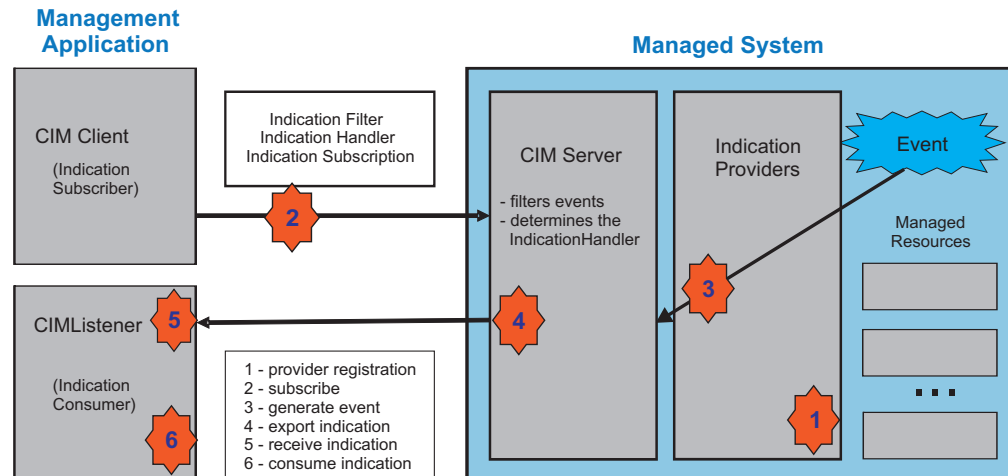 Management
Application
Managed System
CIM Client
(Indication
Subscriber)
Indication Filter
Indication Handler
Indication Subscription
2
CIM Server
- filters events
- determines the
IndicationHandler
Indication
Providers
Event
Managed
Resources
3
4
5
CIMListener
(Indication
Consumer)
6
1 - provider registration
2 - subscribe
3 - generate event
4 - export indication
5 - receive indication
6 - consume indication
1
...